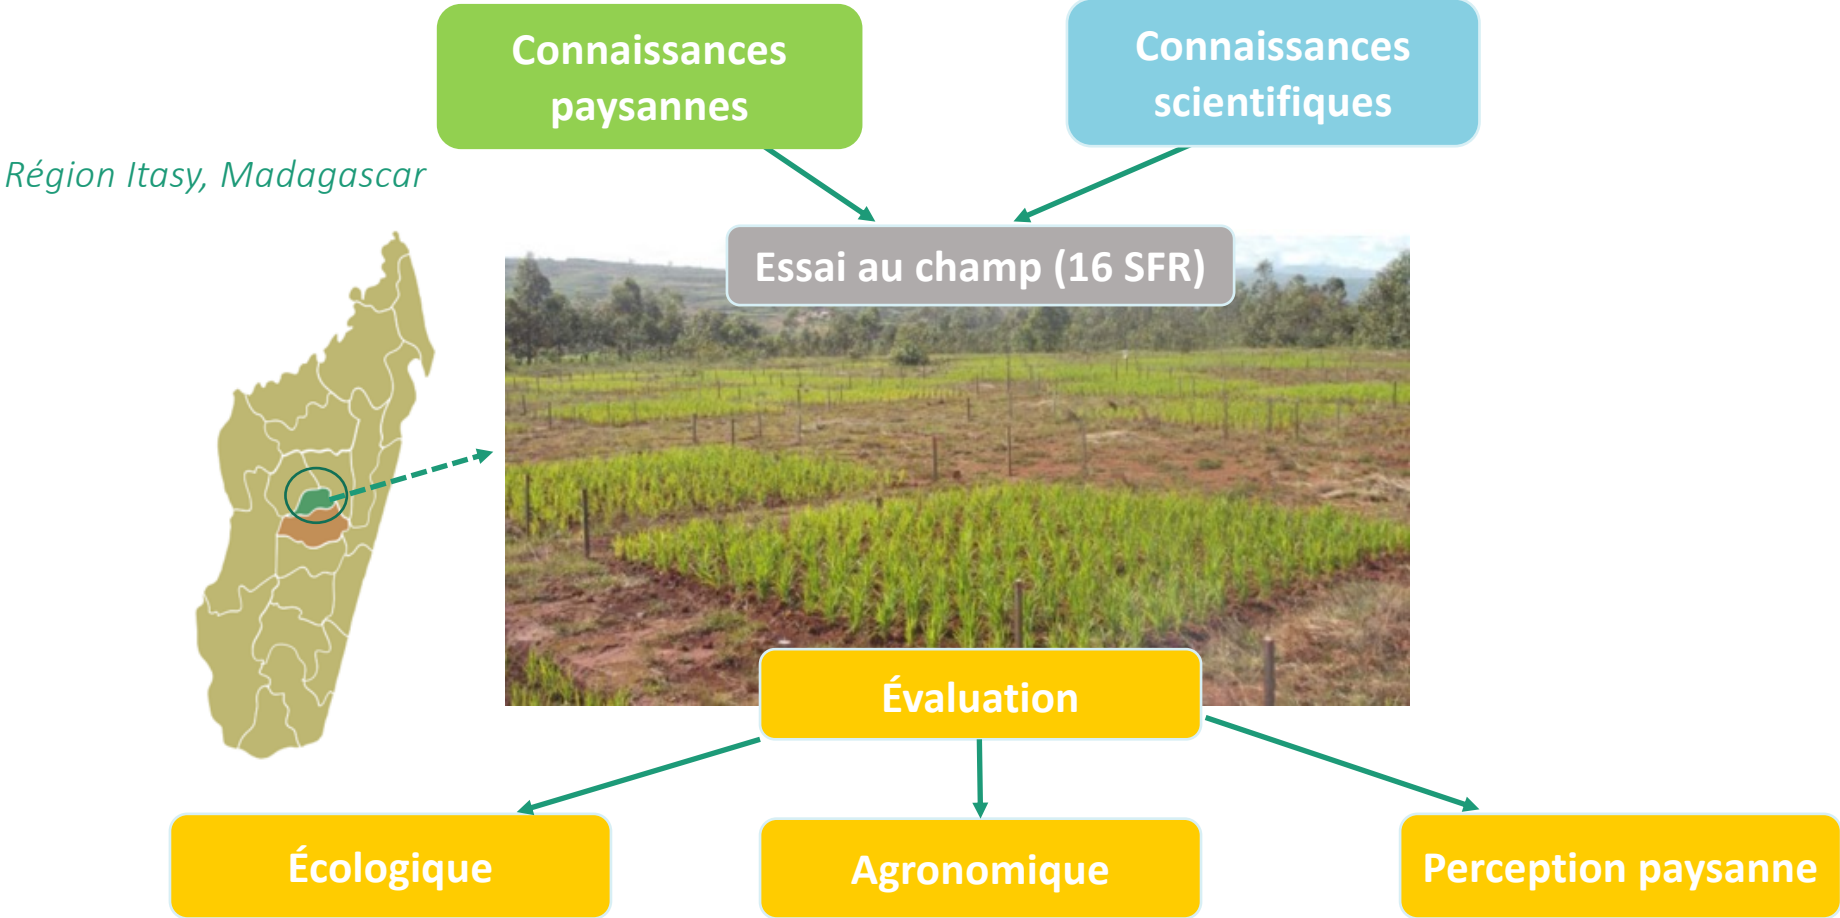 Connaissances
paysannes
Connaissances
scientifiques
Région Itasy, Madagascar
Essai au champ (16 SFR)
Évaluation
Écologique
Agronomique
Perception paysanne